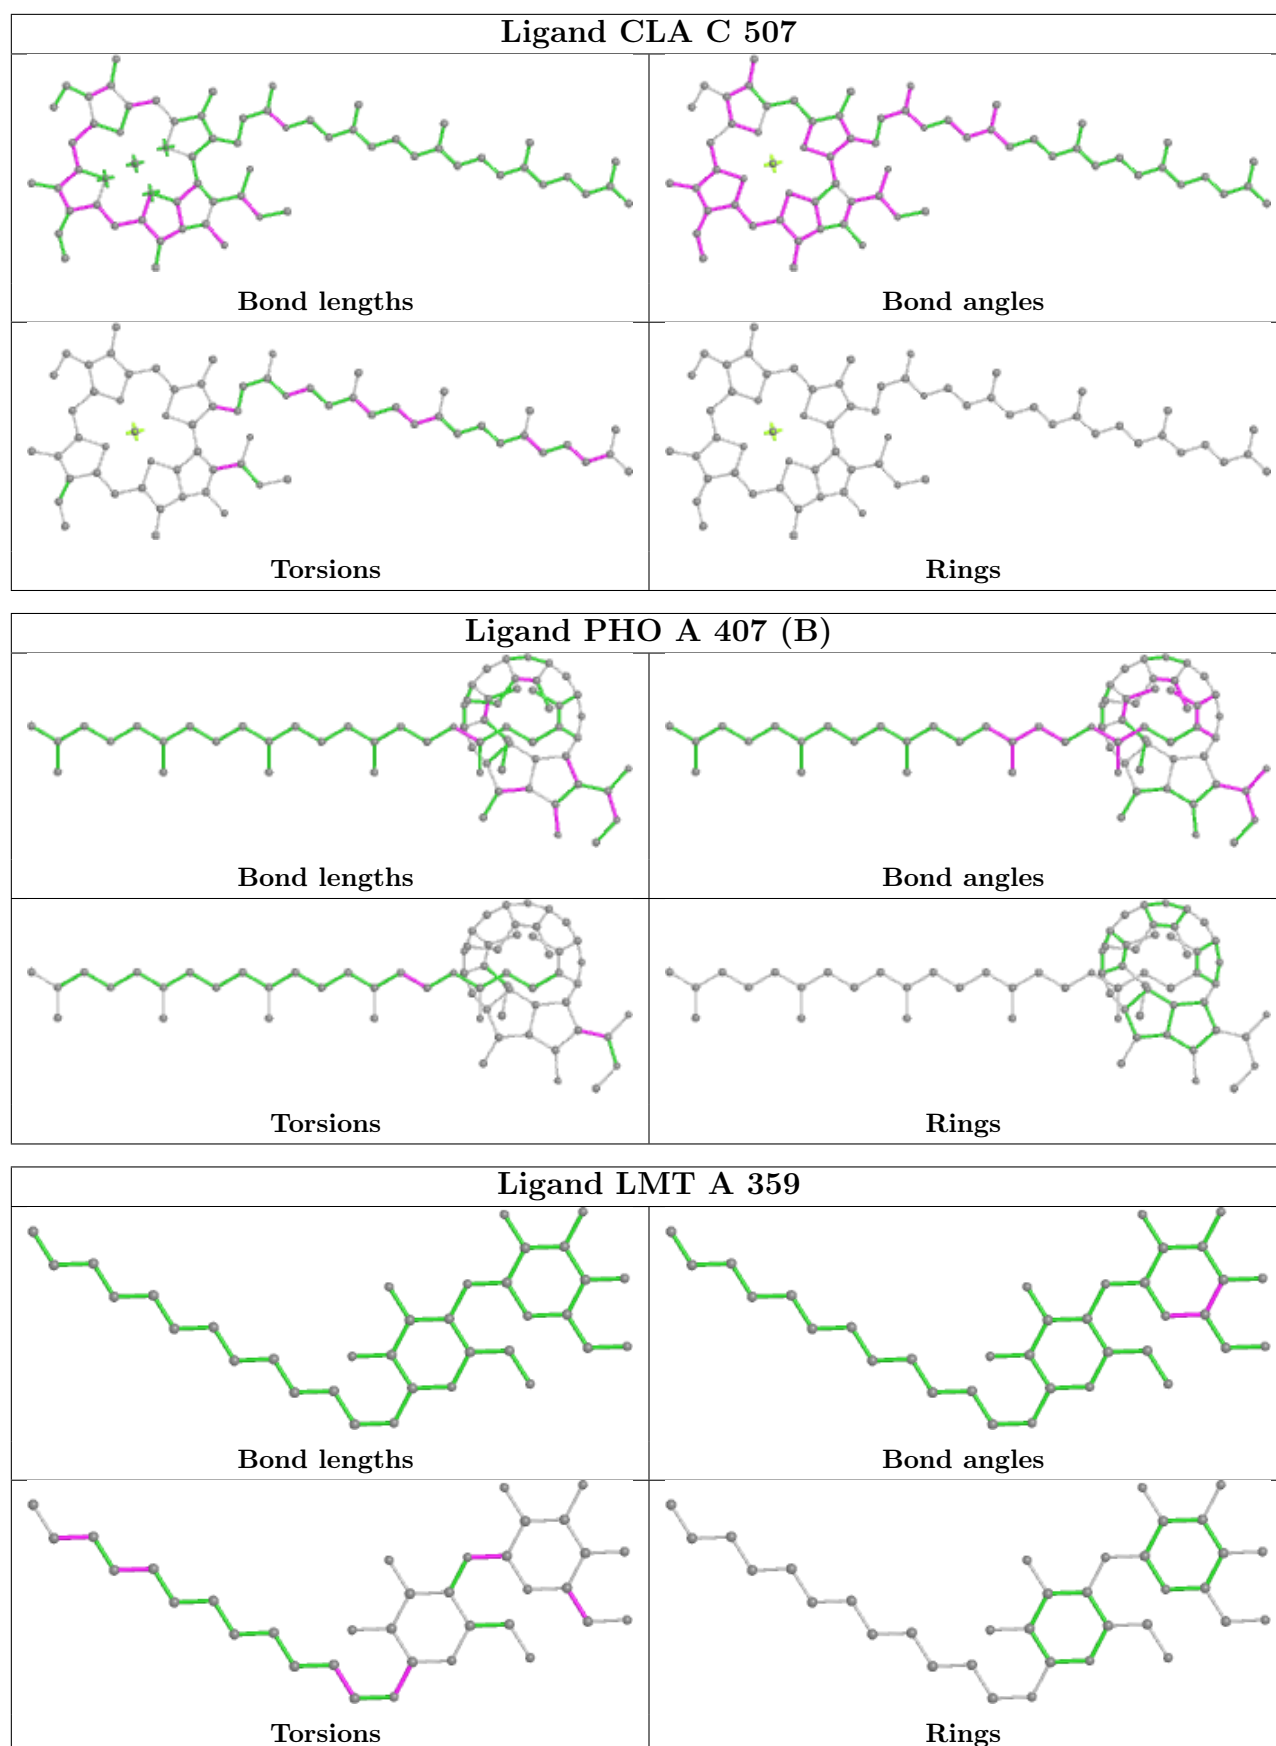 Ligand CLA C 507
Bond lengths
Bond angles
Torsions
Rings
Ligand PHO A 407 (B)
Bond lengths
Bond angles
Torsions
Rings
Ligand LMT A 359
Bond lengths
Bond angles
Torsions
Rings